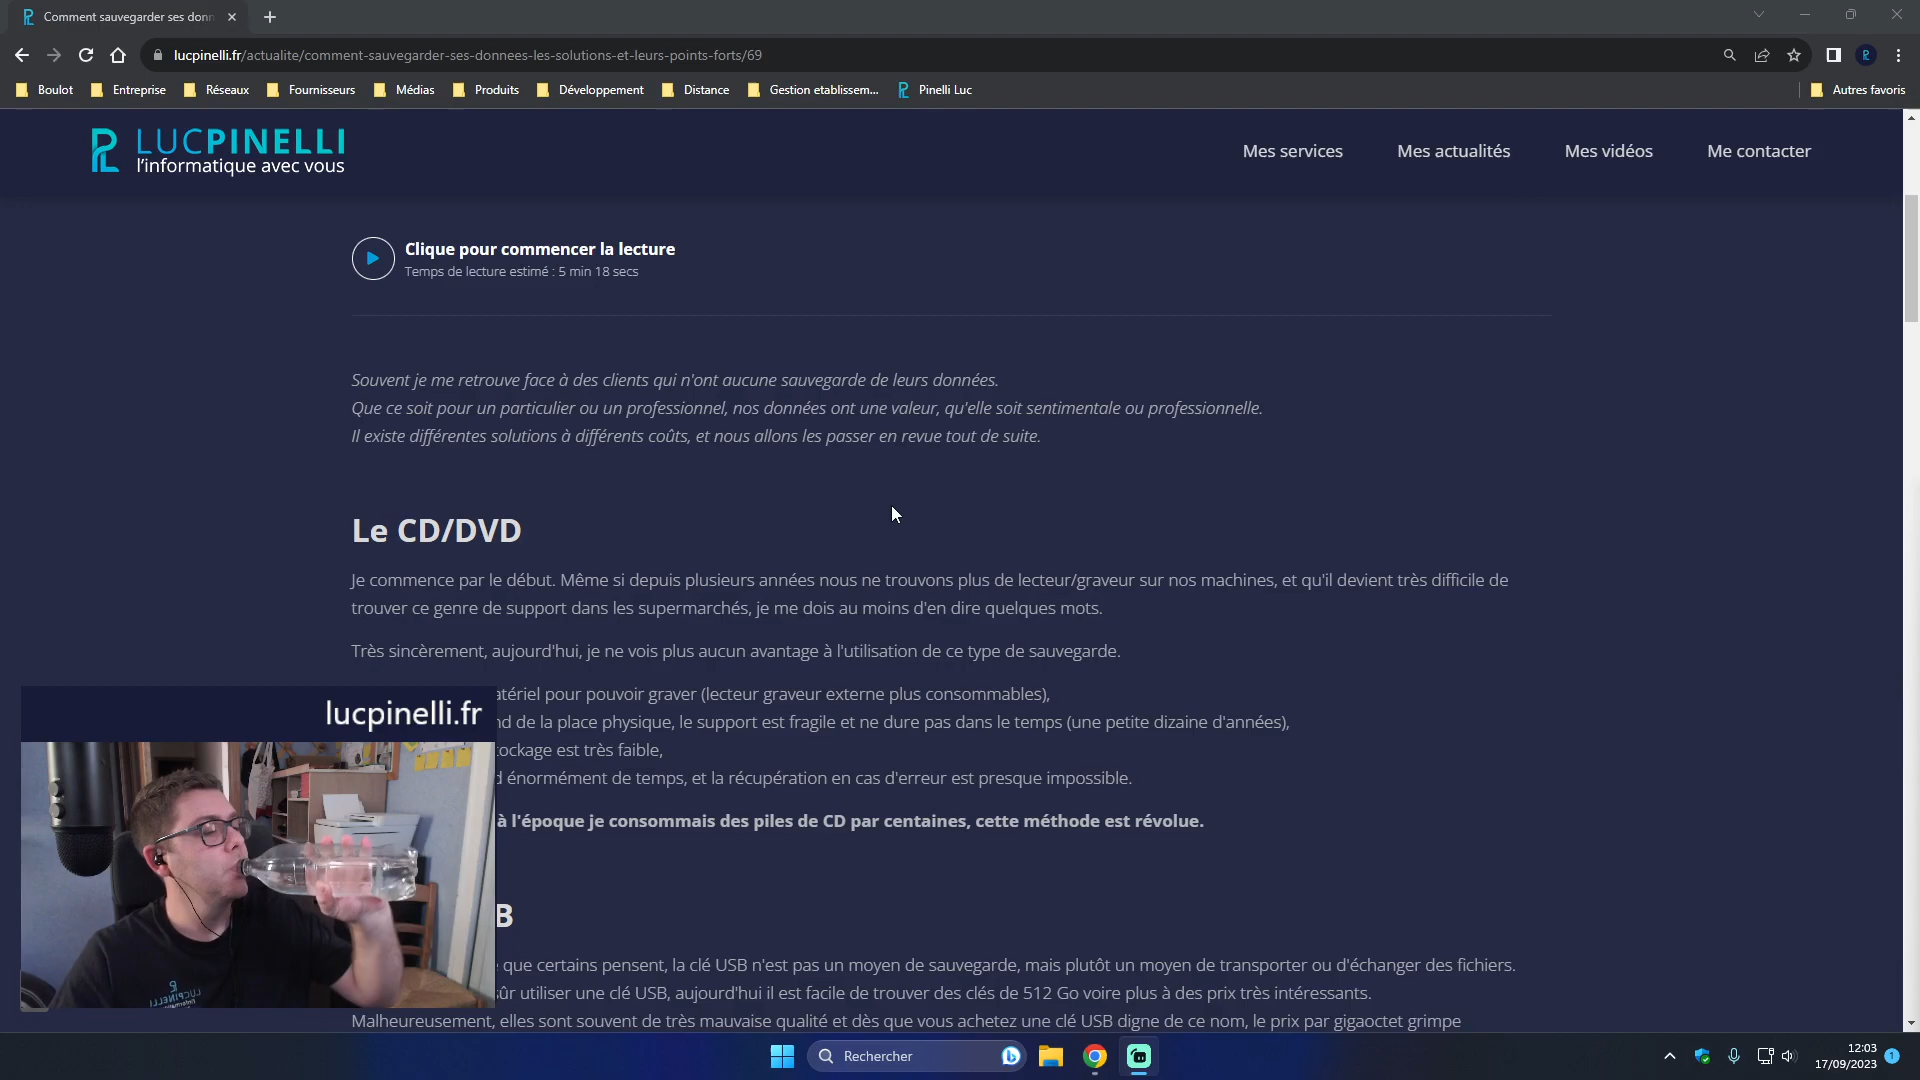 Comment sauvegarder ses donn
lucpinelli.fr/actualite/comment-sauvegarder-ses-donnees-les-solutions-et-leurs-points-forts/69
Boulot Entreprise Réseaux Fournisseurs Médias Produits Développement Distance Gestion etablissem... Pinelli Luc Autres favoris
LUCPINELLI
l'informatique avec vous
Mes services Mes actualités Mes vidéos Me contacter
Clique pour commencer la lecture
Temps de lecture estimé : 5 min 18 secs
Souvent je me retrouve face à des clients qui n'ont aucune sauvegarde de leurs données.
Que ce soit pour un particulier ou un professionnel, nos données ont une valeur, qu'elle soit sentimentale ou professionnelle.
Il existe différentes solutions à différents coûts, et nous allons les passer en revue tout de suite.
Le CD/DVD
Je commence par le début. Même si depuis plusieurs années nous ne trouvons plus de lecteur/graveur sur nos machines, et qu'il devient très difficile de
trouver ce genre de support dans les supermarchés, je me dois au moins d'en dire quelques mots.
Très sincèrement, aujourd'hui, je ne vois plus aucun avantage à l'utilisation de ce type de sauvegarde.
atériel pour pouvoir graver (lecteur graveur externe plus consommables),
nd de la place physique, le support est fragile et ne dure pas dans le temps (une petite dizaine d'années),
tockage est très faible,
d énormément de temps, et la récupération en cas d'erreur est presque impossible.
à l'époque je consommais des piles de CD par centaines, cette méthode est révolue.
lucpinelli.fr
B
que certains pensent, la clé USB n'est pas un moyen de sauvegarde, mais plutôt un moyen de transporter ou d'échanger des fichiers.
sûr utiliser une clé USB, aujourd'hui il est facile de trouver des clés de 512 Go voire plus à des prix très intéressants.
Malheureusement, elles sont souvent de très mauvaise qualité et dès que vous achetez une clé USB digne de ce nom, le prix par gigaoctet grimpe
LUCPINELLI
Rechercher
12:03
17/09/2023
1